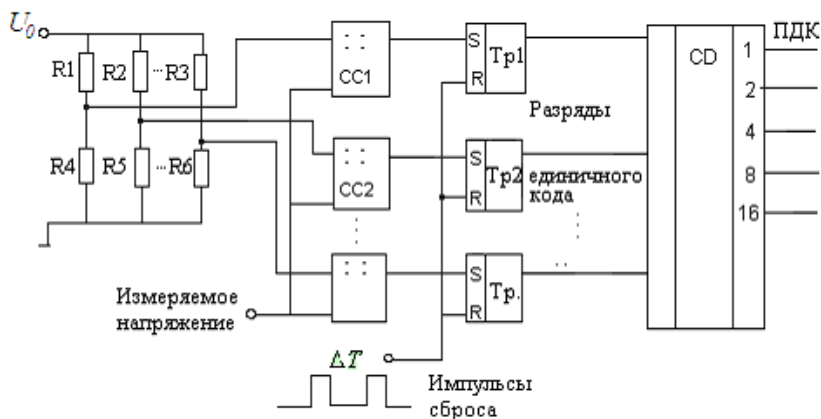 U₀
R1
R2
...R3
R4
R5
...R6
:: 
CC1
::
CC2
::
S
R
Тр1
S
R
Тр2
S
R
Тр.
Разряды
единичного
кода
CD
1
2
4
8
16
ПДК
Измеряемое
напряжение
ΔT
Импульсы
сброса